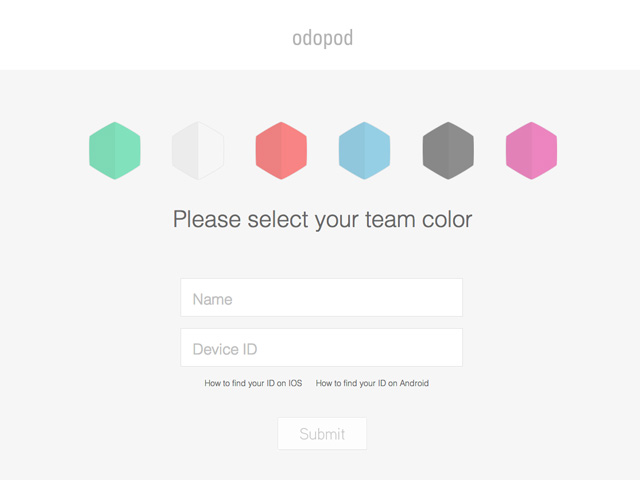 odopod
Please select your team color
Name
Device ID
How to find your ID on IOS How to find your ID on Android
Submit